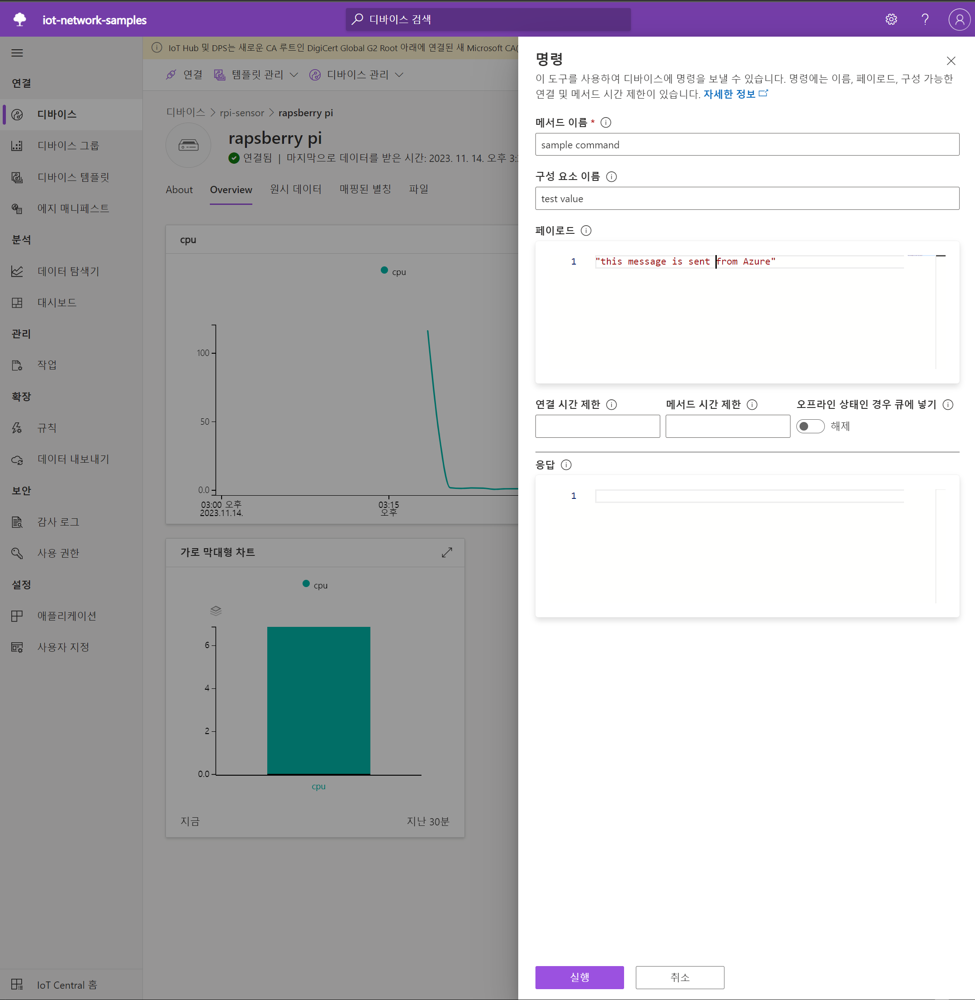 iot-network-samples
디바이스 검색
연결
디바이스
디바이스 그룹
디바이스 템플릿
에지 매니페스트
분석
데이터 탐색기
대시보드
관리
작업
확장
규칙
데이터 내보내기
보안
감사 로그
사용 권한
설정
애플리케이션
사용자 지정
IoT Central 홈
IoT Hub 및 DPS는 새로운 CA 루트인 DigiCert Global G2 Root 아래에 연결된 새 Microsoft CA(
연결 템플릿 관리 디바이스 관리
디바이스 > rpi-sensor > rapsberry pi
rapsberry pi
연결됨 | 마지막으로 데이터를 받은 시간: 2023. 11. 14. 오후 3:
About Overview 원시 데이터 매핑된 별칭 파일
cpu
cpu
100
50
0.0
03:00 오후 03:15
2023.11.14. 오후
가로 막대형 차트
cpu
6
4
2
0.0
cpu
지금 지난 30분
명령
이 도구를 사용하여 디바이스에 명령을 보낼 수 있습니다. 명령에는 이름, 페이로드, 구성 가능한
연결 및 메서드 시간 제한이 있습니다. 자세한 정보
메서드 이름 *
sample command
구성 요소 이름
test value
페이로드
1 "this message is sent from Azure"
연결 시간 제한 메서드 시간 제한 오프라인 상태인 경우 큐에 넣기
해제
응답
1
실행 취소